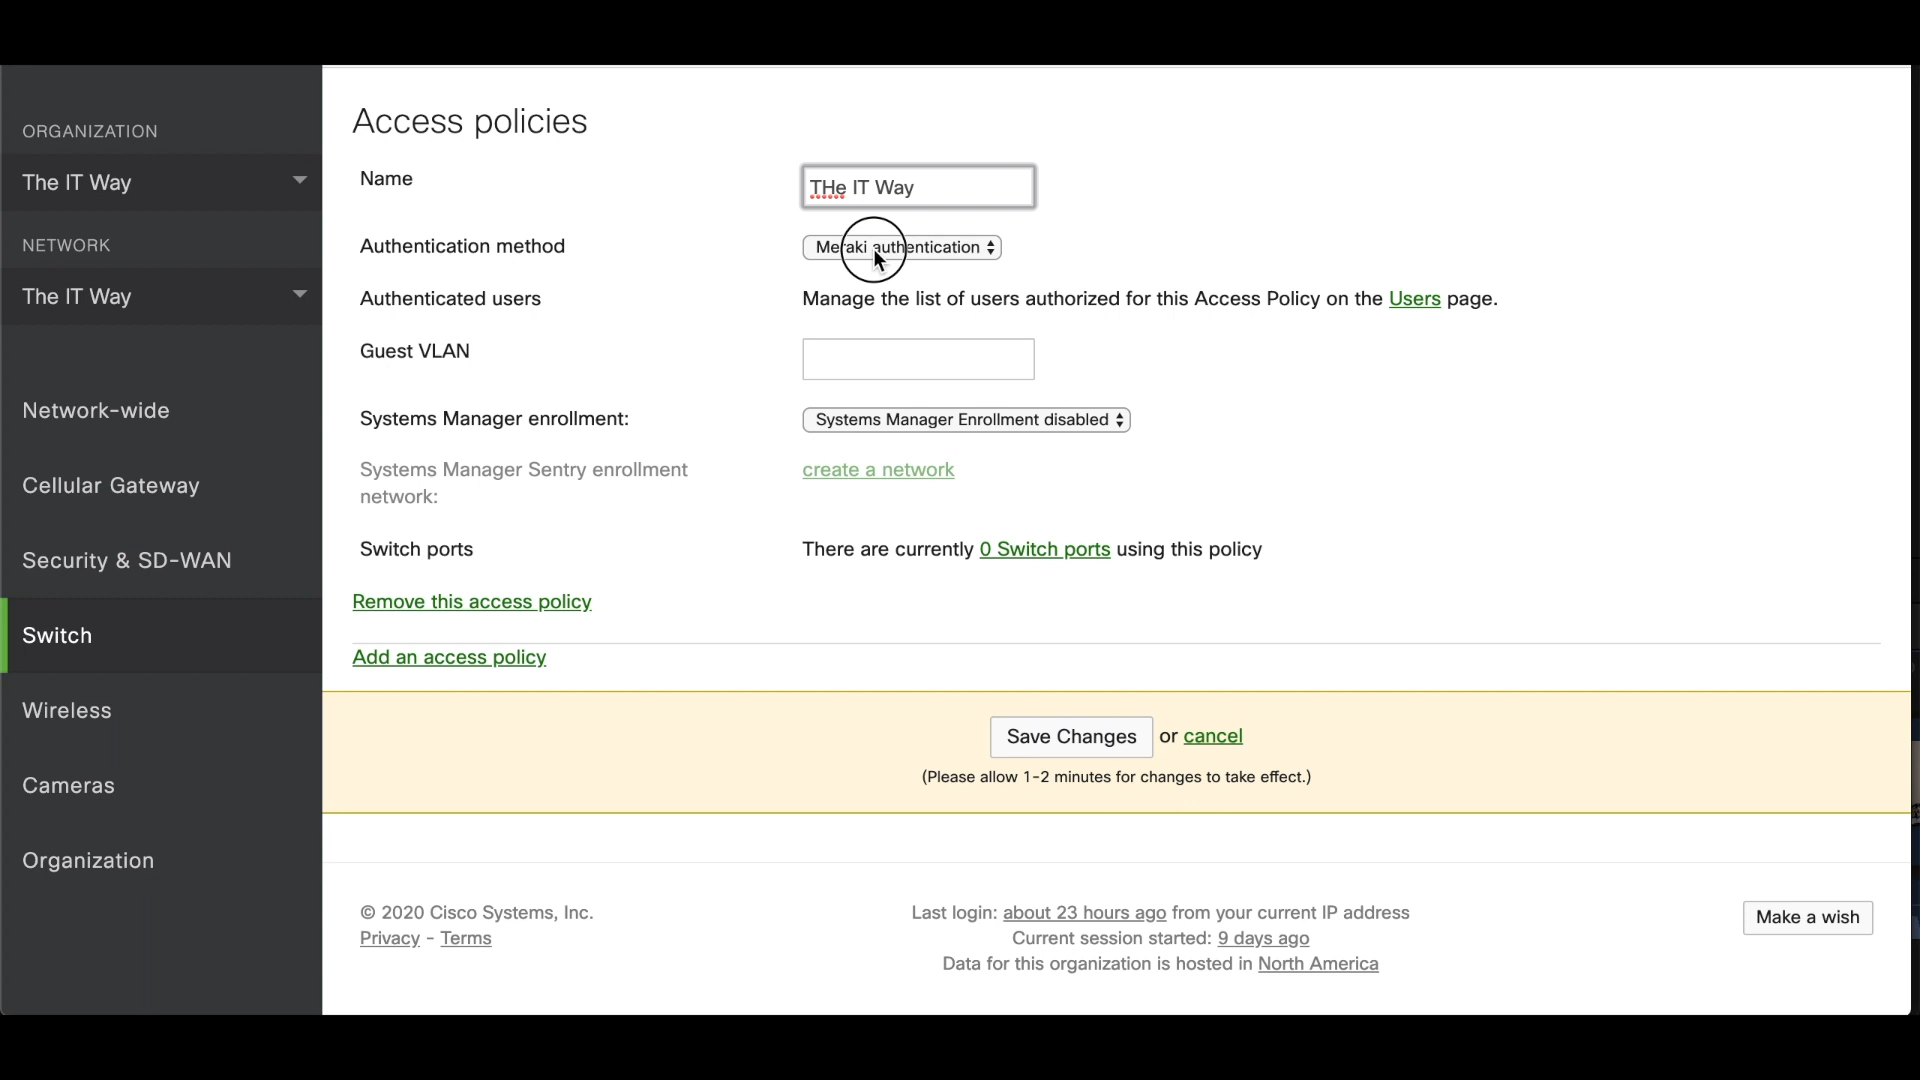 ORGANIZATION
The IT Way
NETWORK
The IT Way
Network-wide
Cellular Gateway
Security & SD-WAN
Switch
Wireless
Cameras
Organization
Access policies
Name
THe IT Way
Authentication method
Meraki authentication
Authenticated users
Manage the list of users authorized for this Access Policy on the Users page.
Guest VLAN
Systems Manager enrollment:
Systems Manager Enrollment disabled
Systems Manager Sentry enrollment
network:
create a network
Switch ports
There are currently 0 Switch ports using this policy
Remove this access policy
Add an access policy
Save Changes or cancel
(Please allow 1-2 minutes for changes to take effect.)
© 2020 Cisco Systems, Inc.
Privacy - Terms
Last login: about 23 hours ago from your current IP address
Current session started: 9 days ago
Data for this organization is hosted in North America
Make a wish